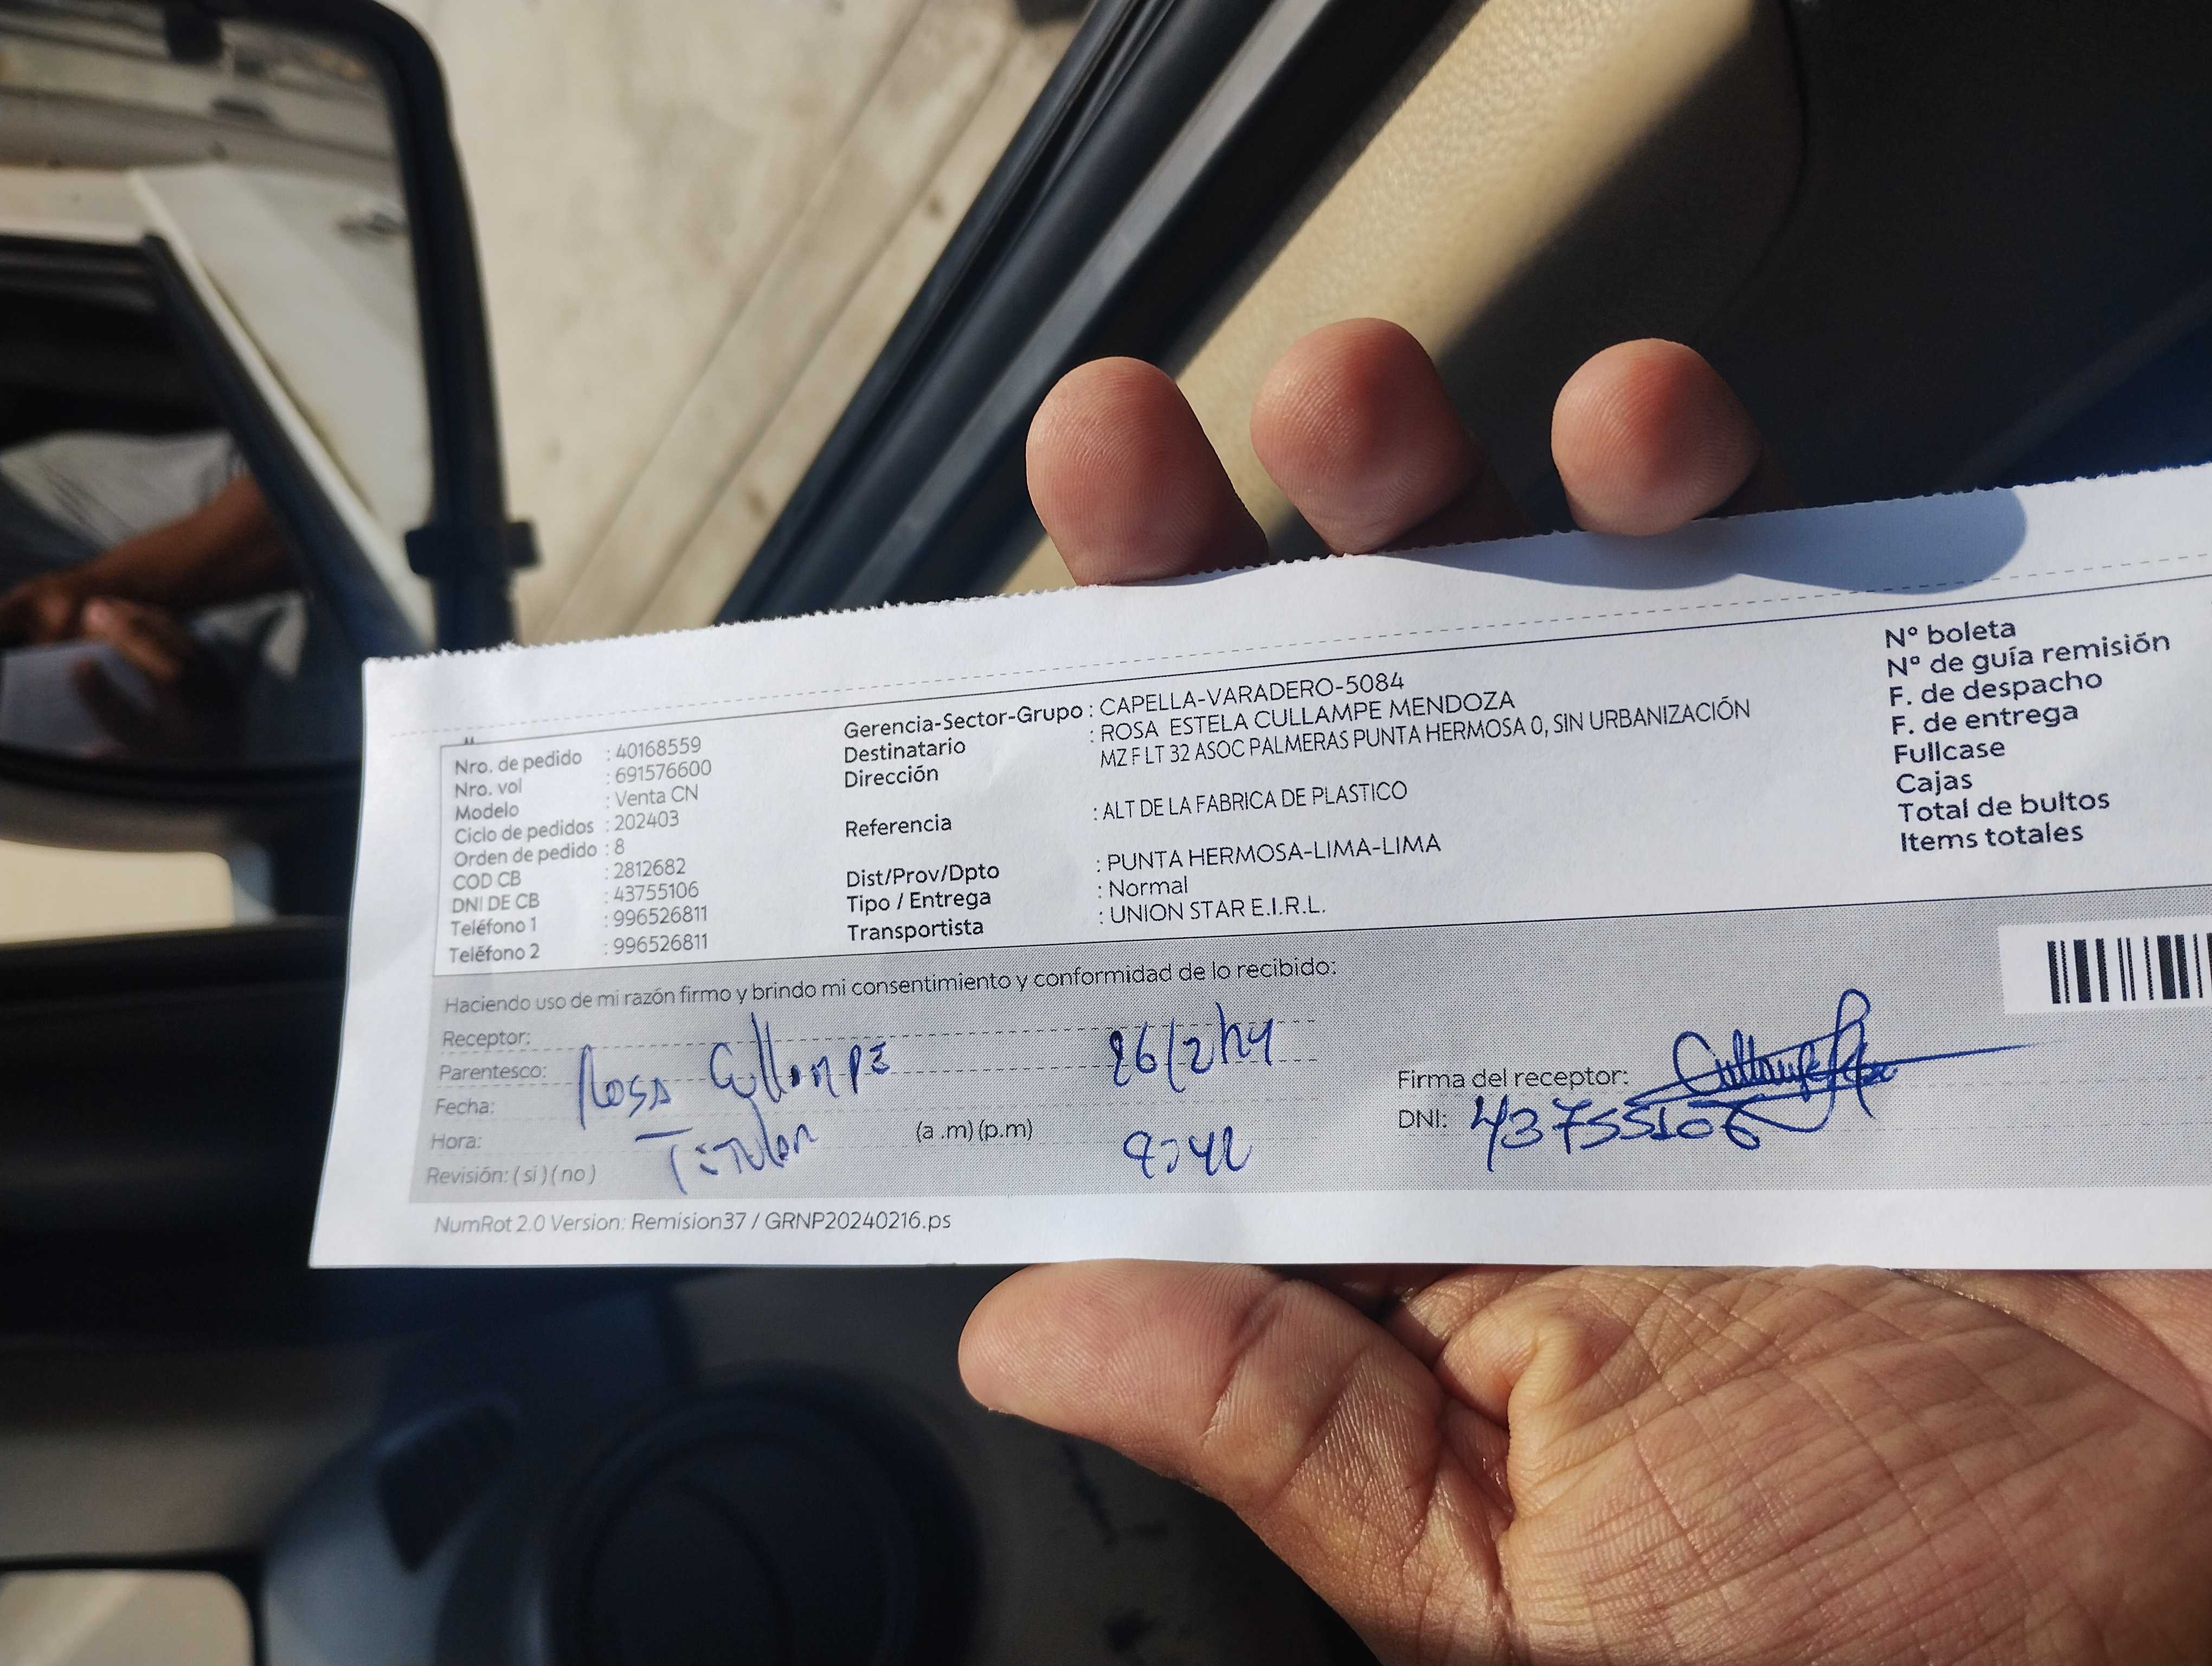 Nro. de pedido : 40168559
Nro. vol : 691576600
Modelo : Venta CN
Ciclo de pedidos : 202403
Orden de pedido : 8
COD CB : 2812682
DNI DE CB : 43755106
Teléfono 1 : 996526811
Teléfono 2 : 996526811
Gerencia-Sector-Grupo : CAPELLA-VARADERO-5084
Destinatario : ROSA ESTELA CULLAMPE MENDOZA
Dirección MZ F LT 32 ASOC PALMERAS PUNTA HERMOSA 0, SIN URBANIZACIÓN
Referencia : ALT DE LA FABRICA DE PLASTICO
Dist/Prov/Dpto : PUNTA HERMOSA-LIMA-LIMA
Tipo / Entrega : Normal
Transportista : UNION STAR E.I.R.L.
N° boleta
N° de guía remisión
F. de despacho
F. de entrega
Fullcase
Cajas
Total de bultos
Items totales
Haciendo uso de mi razón firmo y brindo mi consentimiento y conformidad de lo recibido:
Receptor:
Parentesco: Rosa Cullampe 26/2/24
Fecha:
Hora: Titular (a .m) (p.m)
Revisión: ( si ) ( no )
Firma del receptor: Cullampe
DNI: 43755106
NumRot 2.0 Version: Remision37 / GRNP20240216.ps